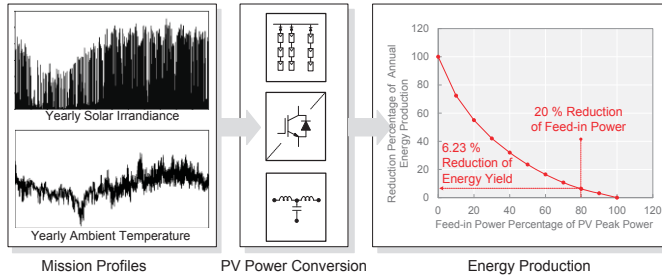 Yearly Solar Irrandiance
Yearly Ambient Temperature
Mission Profiles
PV Power Conversion
Reduction Percentage of Annual
Energy Production
120
100
80
60
40
20
0
20 % Reduction
of Feed-in Power
6.23 %
Reduction of
Energy Yield
0 20 40 60 80 100 120
Feed-in Power Percentage of PV Peak Power
Energy Production